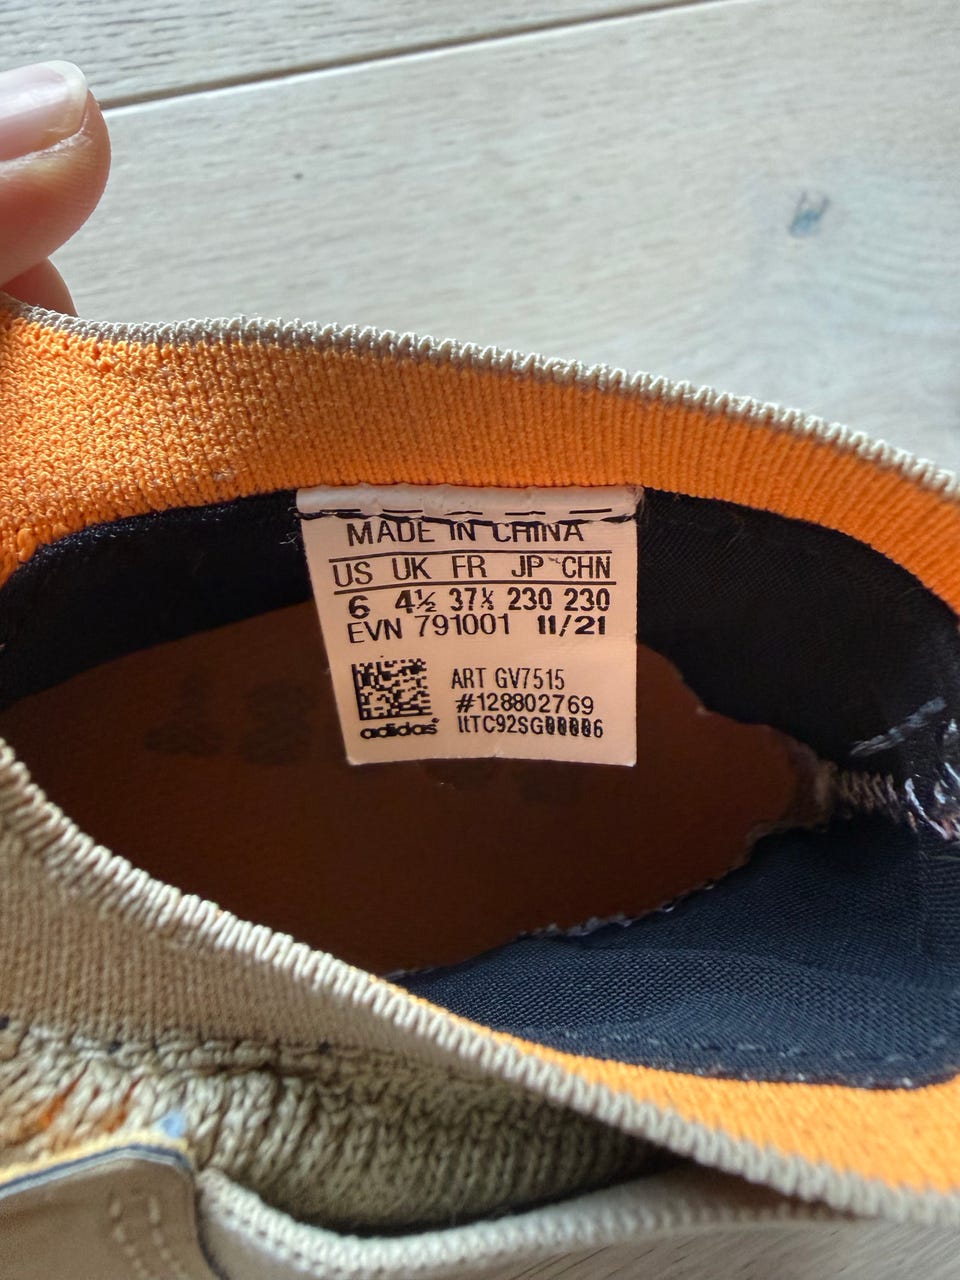 MADE IN CHINA
US UK FR JP CHN
6 4½ 37⅓ 230 230
EVN 791001 11/21
ART GV7515
#128802769
adidas
ltTC92SG00006